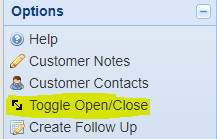 Options
Help
Customer Notes
Customer Contacts
Toggle Open/Close
Create Follow Up